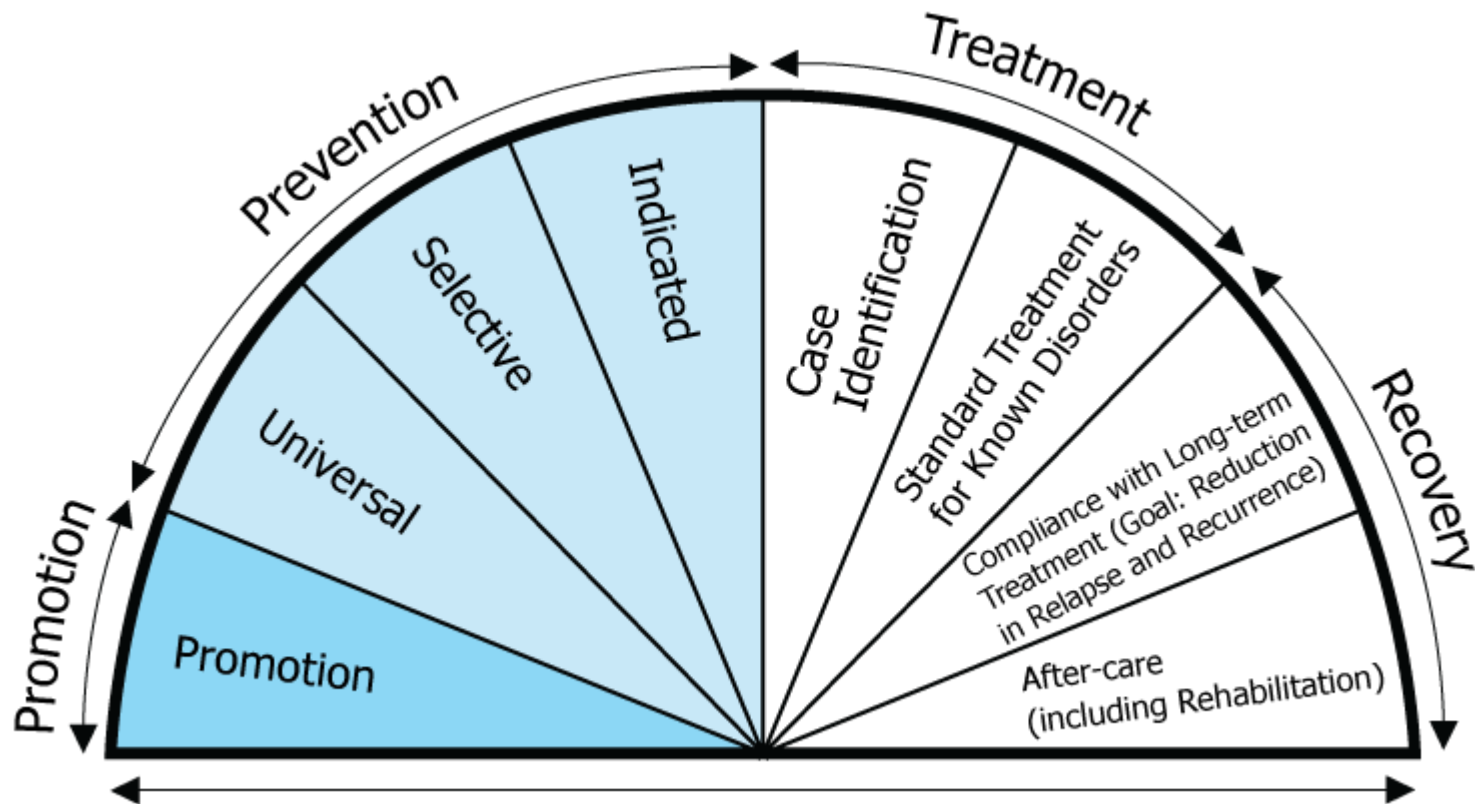 Promotion
Prevention
Treatment
Recovery
Promotion
Universal
Selective
Indicated
Case
Identification
Standard Treatment
for Known Disorders
Compliance with Long-term
Treatment (Goal: Reduction
in Relapse and Recurrence)
After-care
(including Rehabilitation)